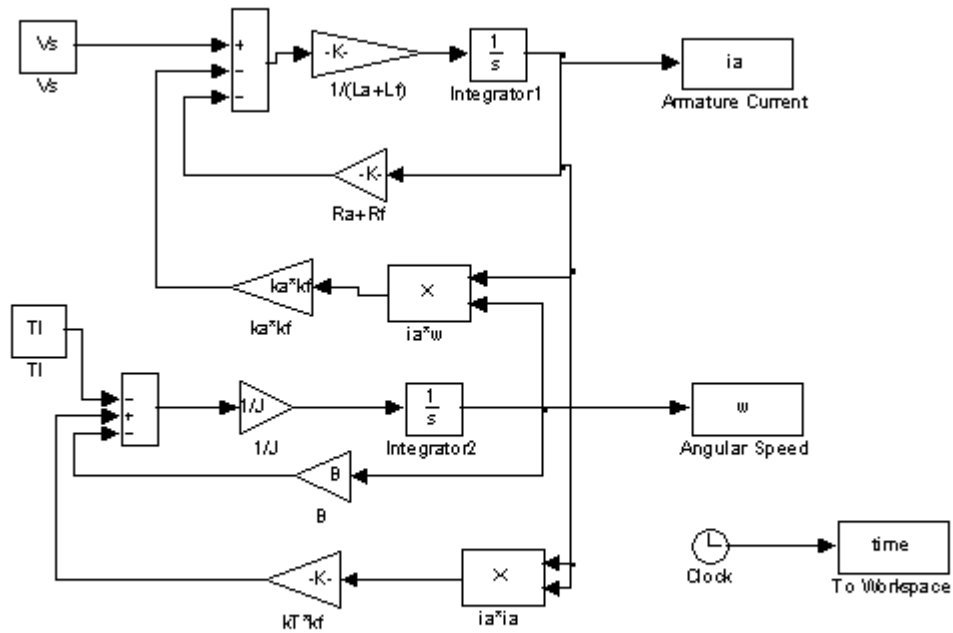 Vs
Vs
+
−
−
-K-
1/(La+Lf)
1
s
Integrator1
ia
Armature Current
-K-
Ra+Rf
ka*kf
ka*kf
×
ia*w
Tl
Tl
−
+
−
1/J
1/J
1
s
Integrator2
w
Angular Speed
B
B
-K-
kT*kf
×
ia*ia
Clock
time
To Workspace